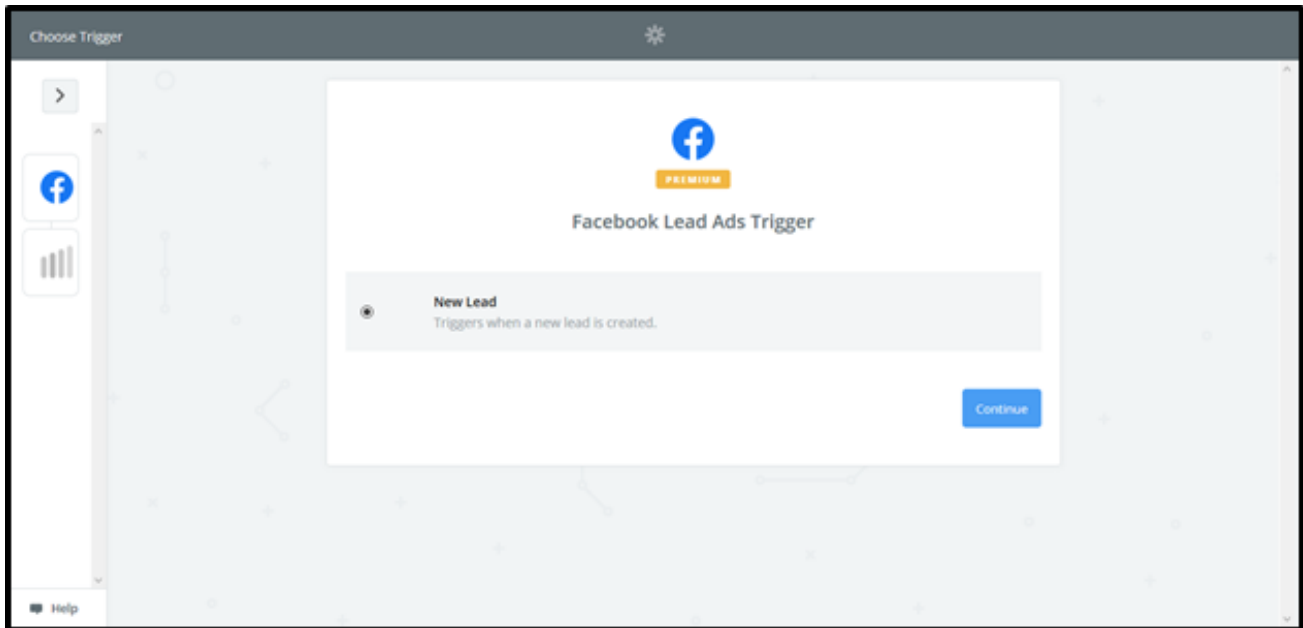 Choose Trigger
PREMIUM
Facebook Lead Ads Trigger
New Lead
Triggers when a new lead is created.
Continue
Help